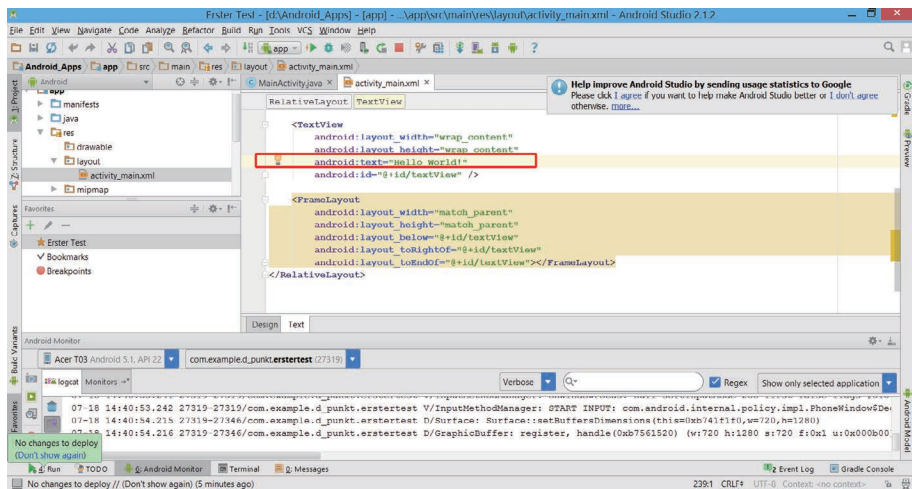 Erster Test - [d:\Android_Apps] - [app] - ...\app\src\main\res\layout\activity_main.xml - Android Studio 2.1.2
File Edit View Navigate Code Analyze Refactor Build Run Tools VCS Window Help
app
Android_Apps app src main res layout activity_main.xml
1: Project
Android
MainActivity.java × activity_main.xml ×
app
manifests
java
res
drawable
layout
activity_main.xml
mipmap
Z: Structure
Captures
Favorites
Erster Test
Bookmarks
Breakpoints
RelativeLayout TextView
Help improve Android Studio by sending usage statistics to Google
Please click I agree if you want to help make Android Studio better or I don't agree
otherwise. more...
Gradle
Preview
<TextView
android:layout_width="wrap_content"
android:layout_height="wrap_content"
android:text="Hello World!"
android:id="@+id/textView" />
<FrameLayout
android:layout_width="match_parent"
android:layout_height="match_parent"
android:layout_below="@+id/textView"
android:layout_toRightOf="@+id/textView"
android:layout_toEndOf="@+id/textView"></FrameLayout>
</RelativeLayout>
Design Text
Build Variants
Android Monitor
Acer T03 Android 5.1, API 22 com.example.d_punkt.erstertest (27319)
logcat Monitors Verbose Regex Show only selected application
07-18 14:40:53.242 27319-27319/com.example.d_punkt.erstertest V/InputMethodManager: START INPUT: com.android.internal.policy.impl.PhoneWindow$Dec
07-18 14:40:54.215 27319-27346/com.example.d_punkt.erstertest D/Surface: Surface::setBuffersDimensions(this=0xb741f1f0,w=720,h=1280)
14:40:54.216 27319-27346/com.example.d_punkt.erstertest D/GraphicBuffer: register, handle(0xb7561520) (w:720 h:1280 s:720 f:0x1 u:0x000b00
Favorites
Android Model
No changes to deploy
(Don't show again)
4: Run TODO 6: Android Monitor Terminal 0: Messages 2 Event Log Gradle Console
No changes to deploy // (Don't show again) (5 minutes ago) 239:1 CRLF UTF-8 Context: <no context>